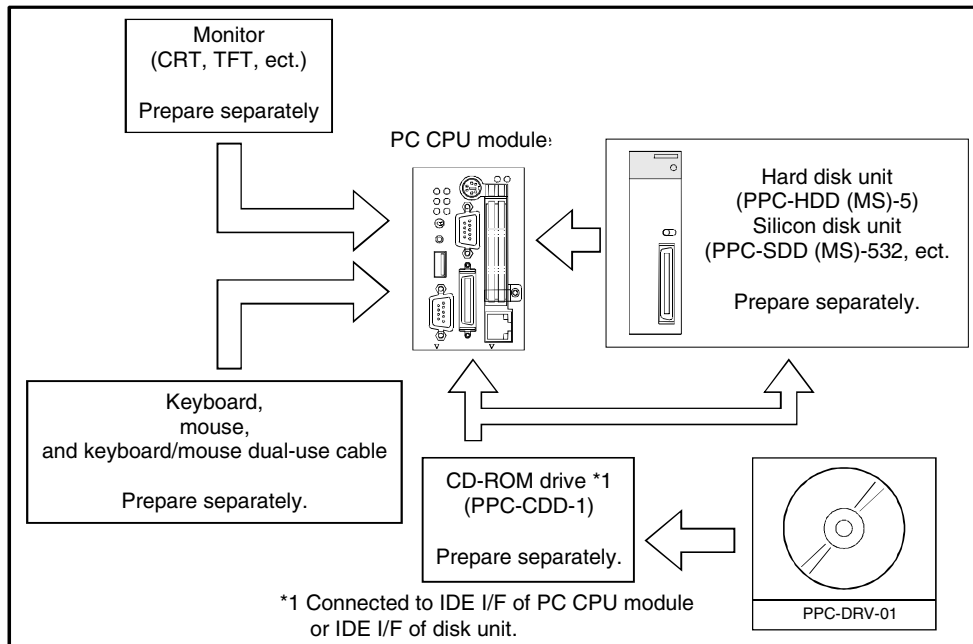 Monitor
(CRT, TFT, ect.)
Prepare separately
PC CPU module:
Hard disk unit
(PPC-HDD (MS)-5)
Silicon disk unit
(PPC-SDD (MS)-532, ect.
Prepare separately.
Keyboard,
mouse,
and keyboard/mouse dual-use cable
Prepare separately.
CD-ROM drive *1
(PPC-CDD-1)
Prepare separately.
PPC-DRV-01
*1 Connected to IDE I/F of PC CPU module
or IDE I/F of disk unit.